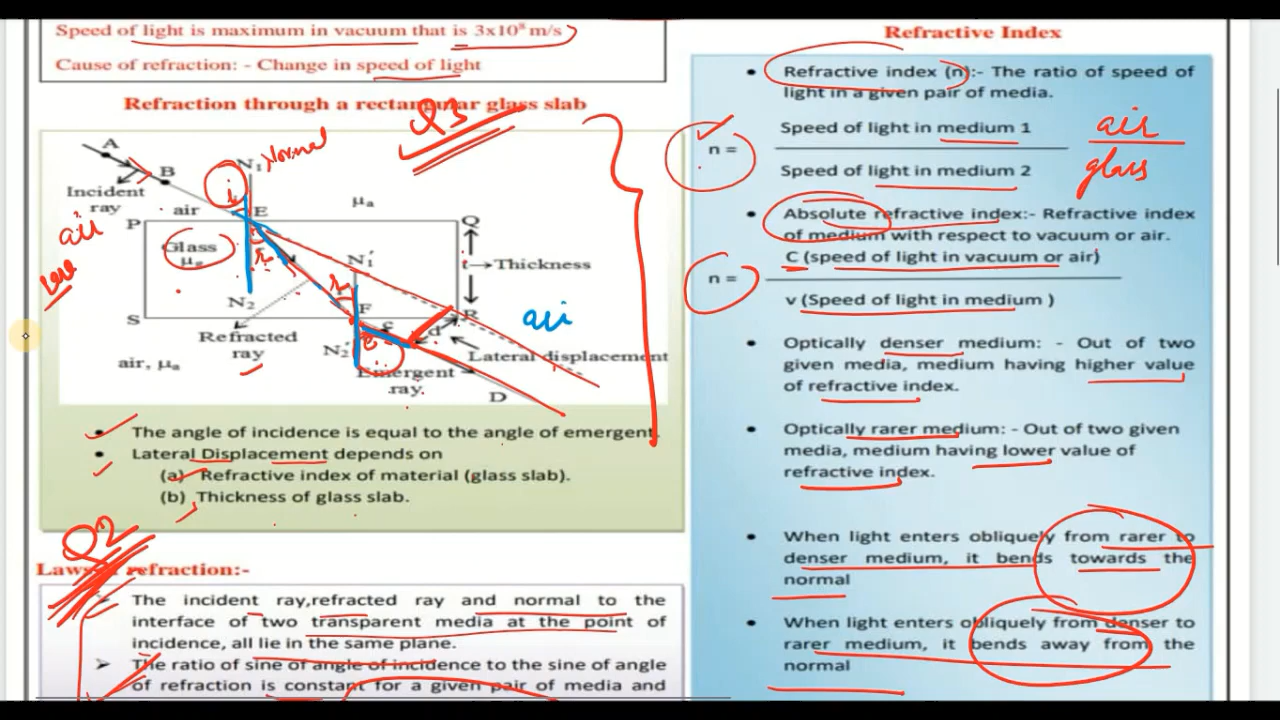 Speed of light is maximum in vacuum that is 3x10⁸ m/s
Cause of refraction: - Change in speed of light
Refraction through a rectangular glass slab
Q3
A
B
N₁
Normal
Incident
ray
air
i
E
μₐ
P
Q
air
Glass
N₁'
t→Thickness
N₂
F
S
R
air
Refracted
ray
N₂'
e
d
Lateral displacement
air, μₐ
Emergent
ray
D
• The angle of incidence is equal to the angle of emergent.
• Lateral Displacement depends on
(a) Refractive index of material (glass slab).
(b) Thickness of glass slab.
Q2
Laws of refraction:-
➢ The incident ray,refracted ray and normal to the
interface of two transparent media at the point of
incidence, all lie in the same plane.
➢ The ratio of sine of angle of incidence to the sine of angle
of refraction is constant for a given pair of media and
Refractive Index
• Refractive index (n):- The ratio of speed of
light in a given pair of media.
Speed of light in medium 1
n =
Speed of light in medium 2
air
glass
• Absolute refractive index:- Refractive index
of medium with respect to vacuum or air.
C (speed of light in vacuum or air)
n =
v (Speed of light in medium )
• Optically denser medium: - Out of two
given media, medium having higher value
of refractive index.
• Optically rarer medium: - Out of two given
media, medium having lower value of
refractive index.
• When light enters obliquely from rarer to
denser medium, it bends towards the
normal
• When light enters obliquely from denser to
rarer medium, it bends away from the
normal